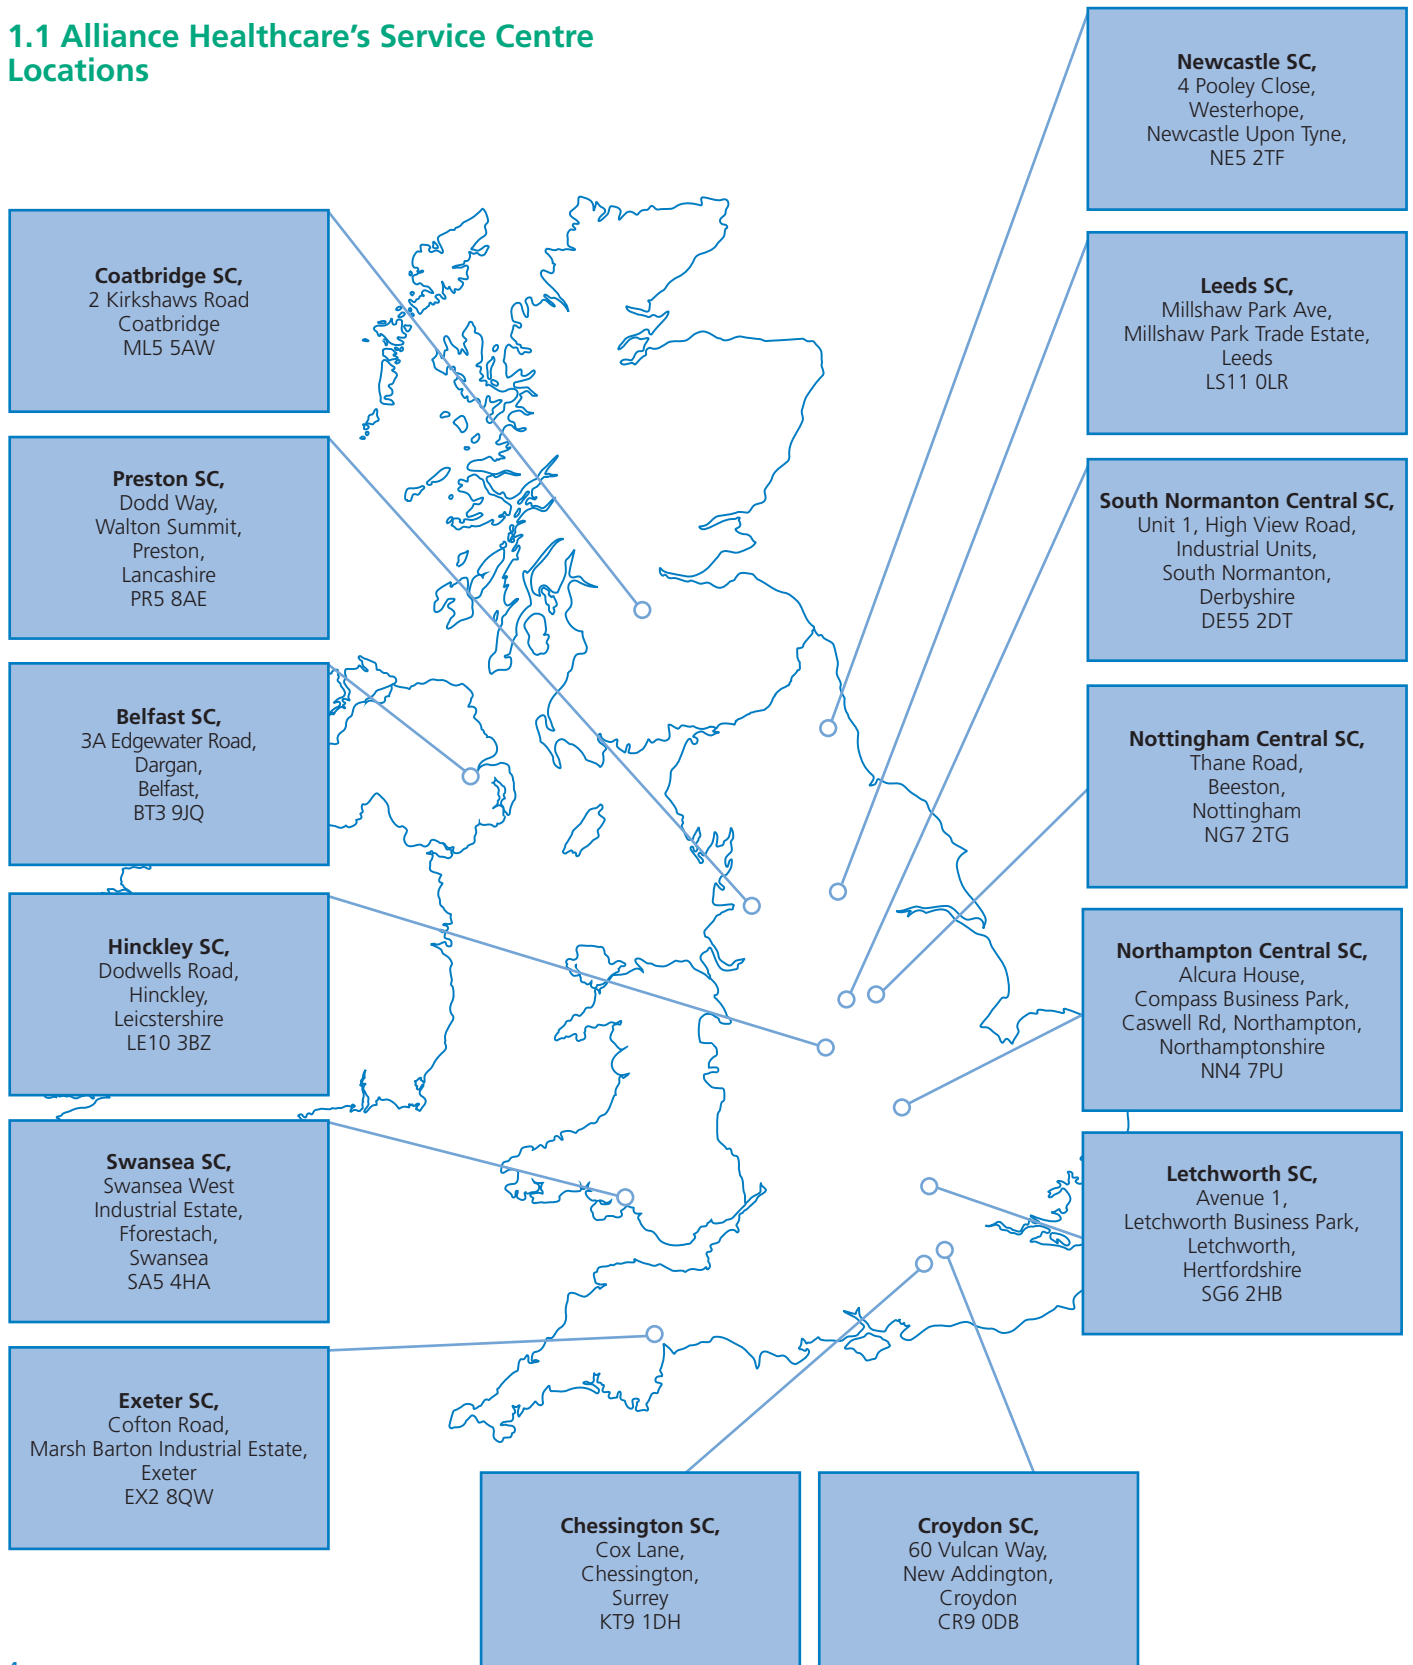 1.1 Alliance Healthcare’s Service Centre
Locations
Newcastle SC,
4 Pooley Close,
Westerhope,
Newcastle Upon Tyne,
NE5 2TF
Coatbridge SC,
2 Kirkshaws Road
Coatbridge
ML5 5AW
Leeds SC,
Millshaw Park Ave,
Millshaw Park Trade Estate,
Leeds
LS11 0LR
Preston SC,
Dodd Way,
Walton Summit,
Preston,
Lancashire
PR5 8AE
South Normanton Central SC,
Unit 1, High View Road,
Industrial Units,
South Normanton,
Derbyshire
DE55 2DT
Belfast SC,
3A Edgewater Road,
Dargan,
Belfast,
BT3 9JQ
Nottingham Central SC,
Thane Road,
Beeston,
Nottingham
NG7 2TG
Hinckley SC,
Dodwells Road,
Hinckley,
Leicstershire
LE10 3BZ
Northampton Central SC,
Alcura House,
Compass Business Park,
Caswell Rd, Northampton,
Northamptonshire
NN4 7PU
Swansea SC,
Swansea West
Industrial Estate,
Fforestach,
Swansea
SA5 4HA
Letchworth SC,
Avenue 1,
Letchworth Business Park,
Letchworth,
Hertfordshire
SG6 2HB
Exeter SC,
Cofton Road,
Marsh Barton Industrial Estate,
Exeter
EX2 8QW
Chessington SC,
Cox Lane,
Chessington,
Surrey
KT9 1DH
Croydon SC,
60 Vulcan Way,
New Addington,
Croydon
CR9 0DB